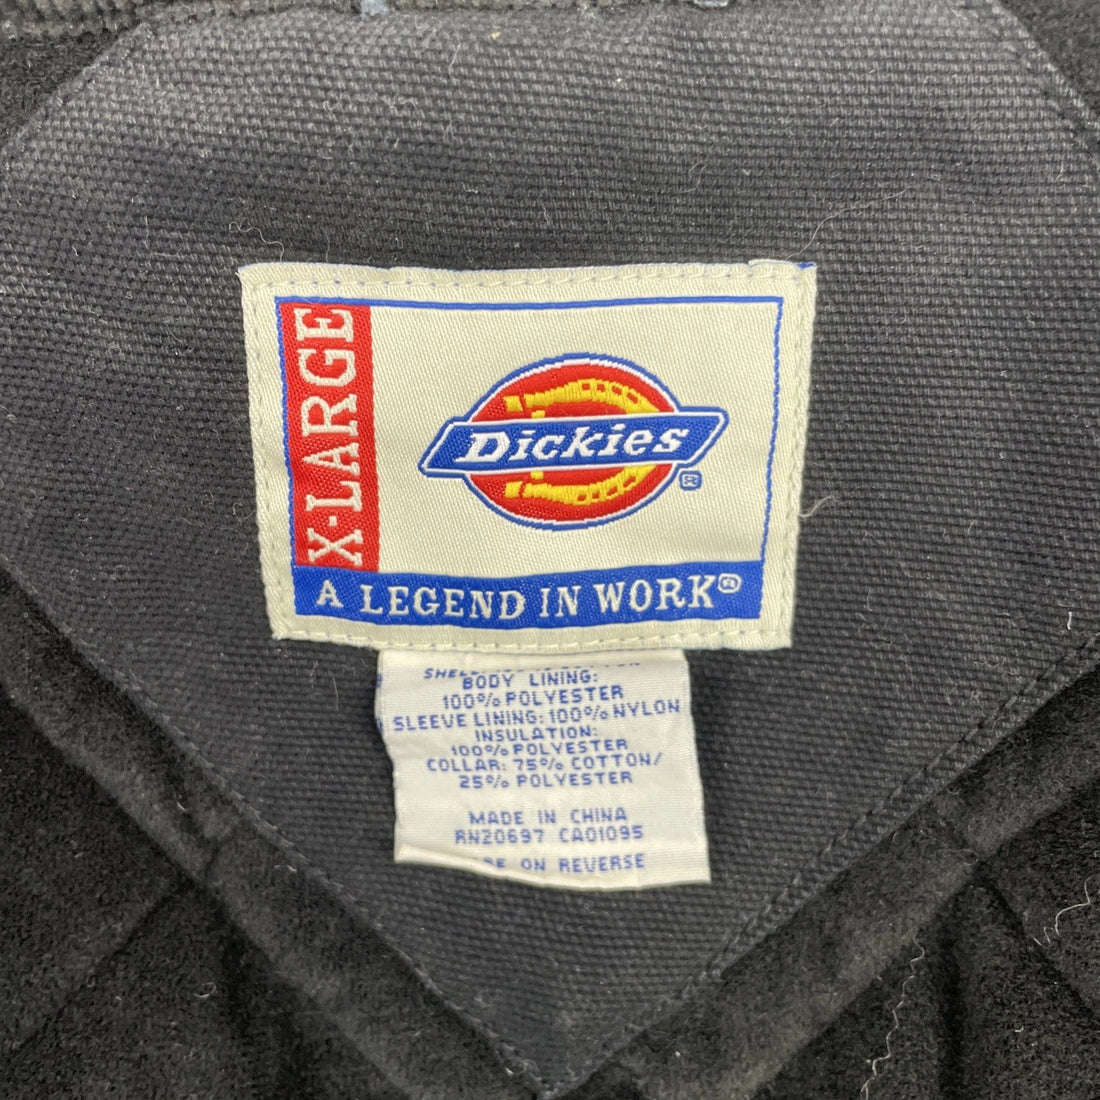 X-LARGE
Dickies®
A LEGEND IN WORK®
BODY LINING:
100% POLYESTER
SLEEVE LINING: 100% NYLON
INSULATION:
100% POLYESTER
COLLAR: 75% COTTON/
25% POLYESTER
MADE IN CHINA
RN20697 CA01095
ON REVERSE